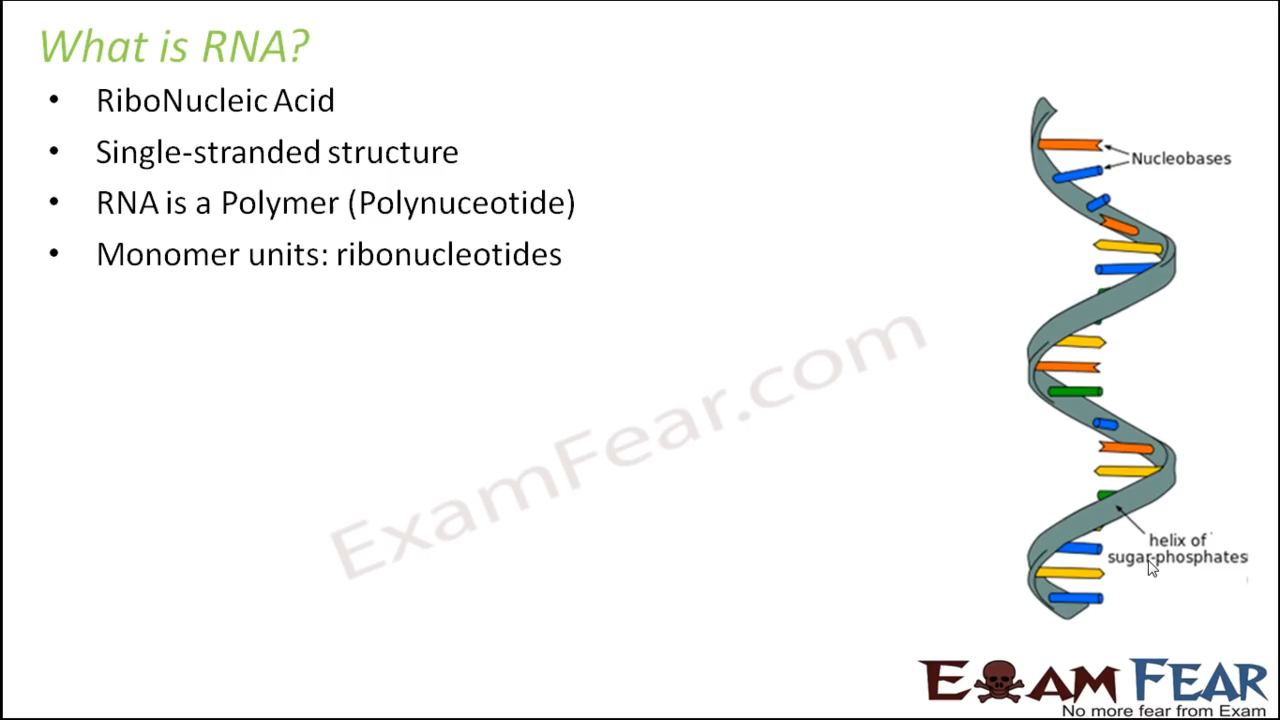 What is RNA?
• RiboNucleic Acid
• Single-stranded structure
• RNA is a Polymer (Polynuceotide)
• Monomer units: ribonucleotides
Nucleobases
helix of
sugar-phosphates
ExamFear.com
EXAM FEAR
No more fear from Exam